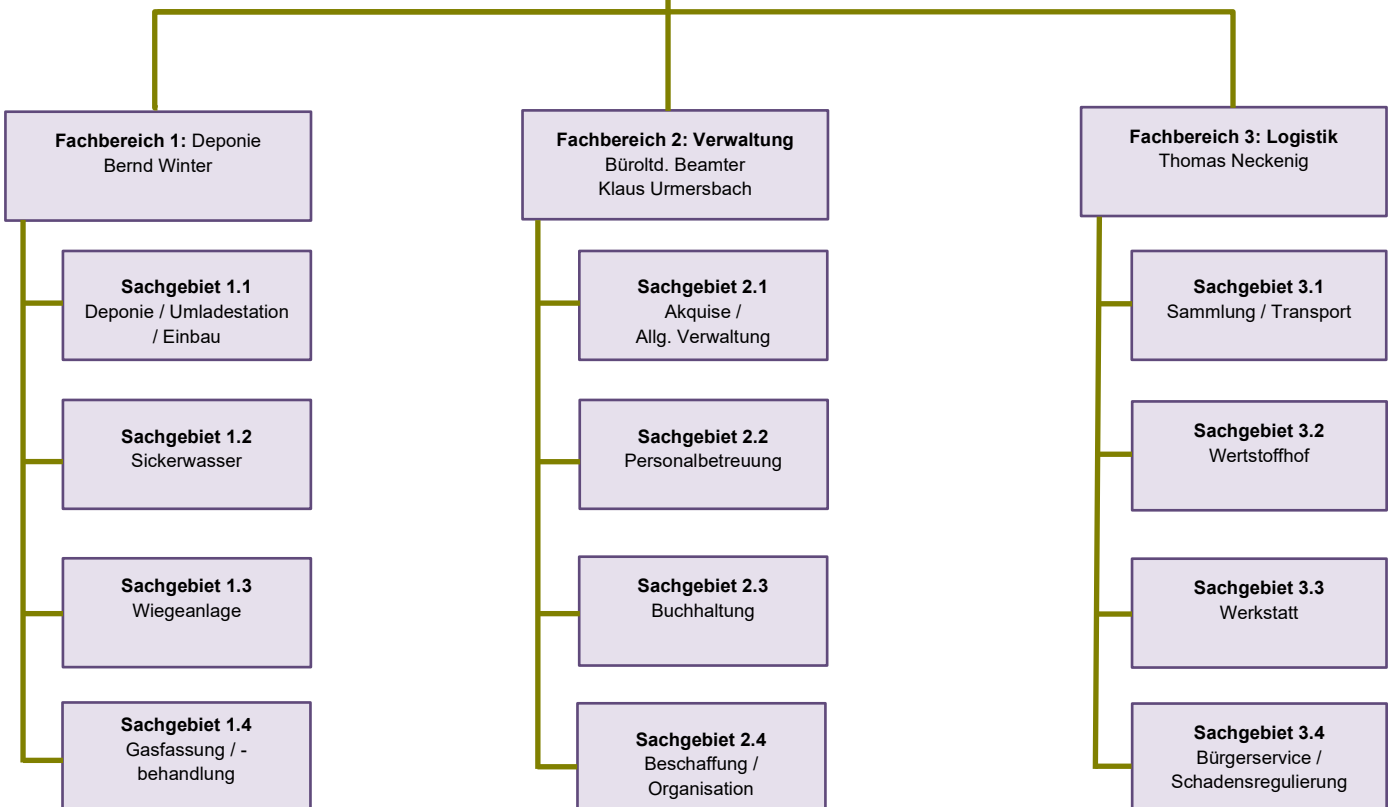 Fachbereich 1: Deponie
Bernd Winter
Sachgebiet 1.1
Deponie / Umladestation
/ Einbau
Sachgebiet 1.2
Sickerwasser
Sachgebiet 1.3
Wiegeanlage
Sachgebiet 1.4
Gasfassung / -
behandlung
Fachbereich 2: Verwaltung
Büroltd. Beamter
Klaus Urmersbach
Sachgebiet 2.1
Akquise /
Allg. Verwaltung
Sachgebiet 2.2
Personalbetreuung
Sachgebiet 2.3
Buchhaltung
Sachgebiet 2.4
Beschaffung /
Organisation
Fachbereich 3: Logistik
Thomas Neckenig
Sachgebiet 3.1
Sammlung / Transport
Sachgebiet 3.2
Wertstoffhof
Sachgebiet 3.3
Werkstatt
Sachgebiet 3.4
Bürgerservice /
Schadensregulierung